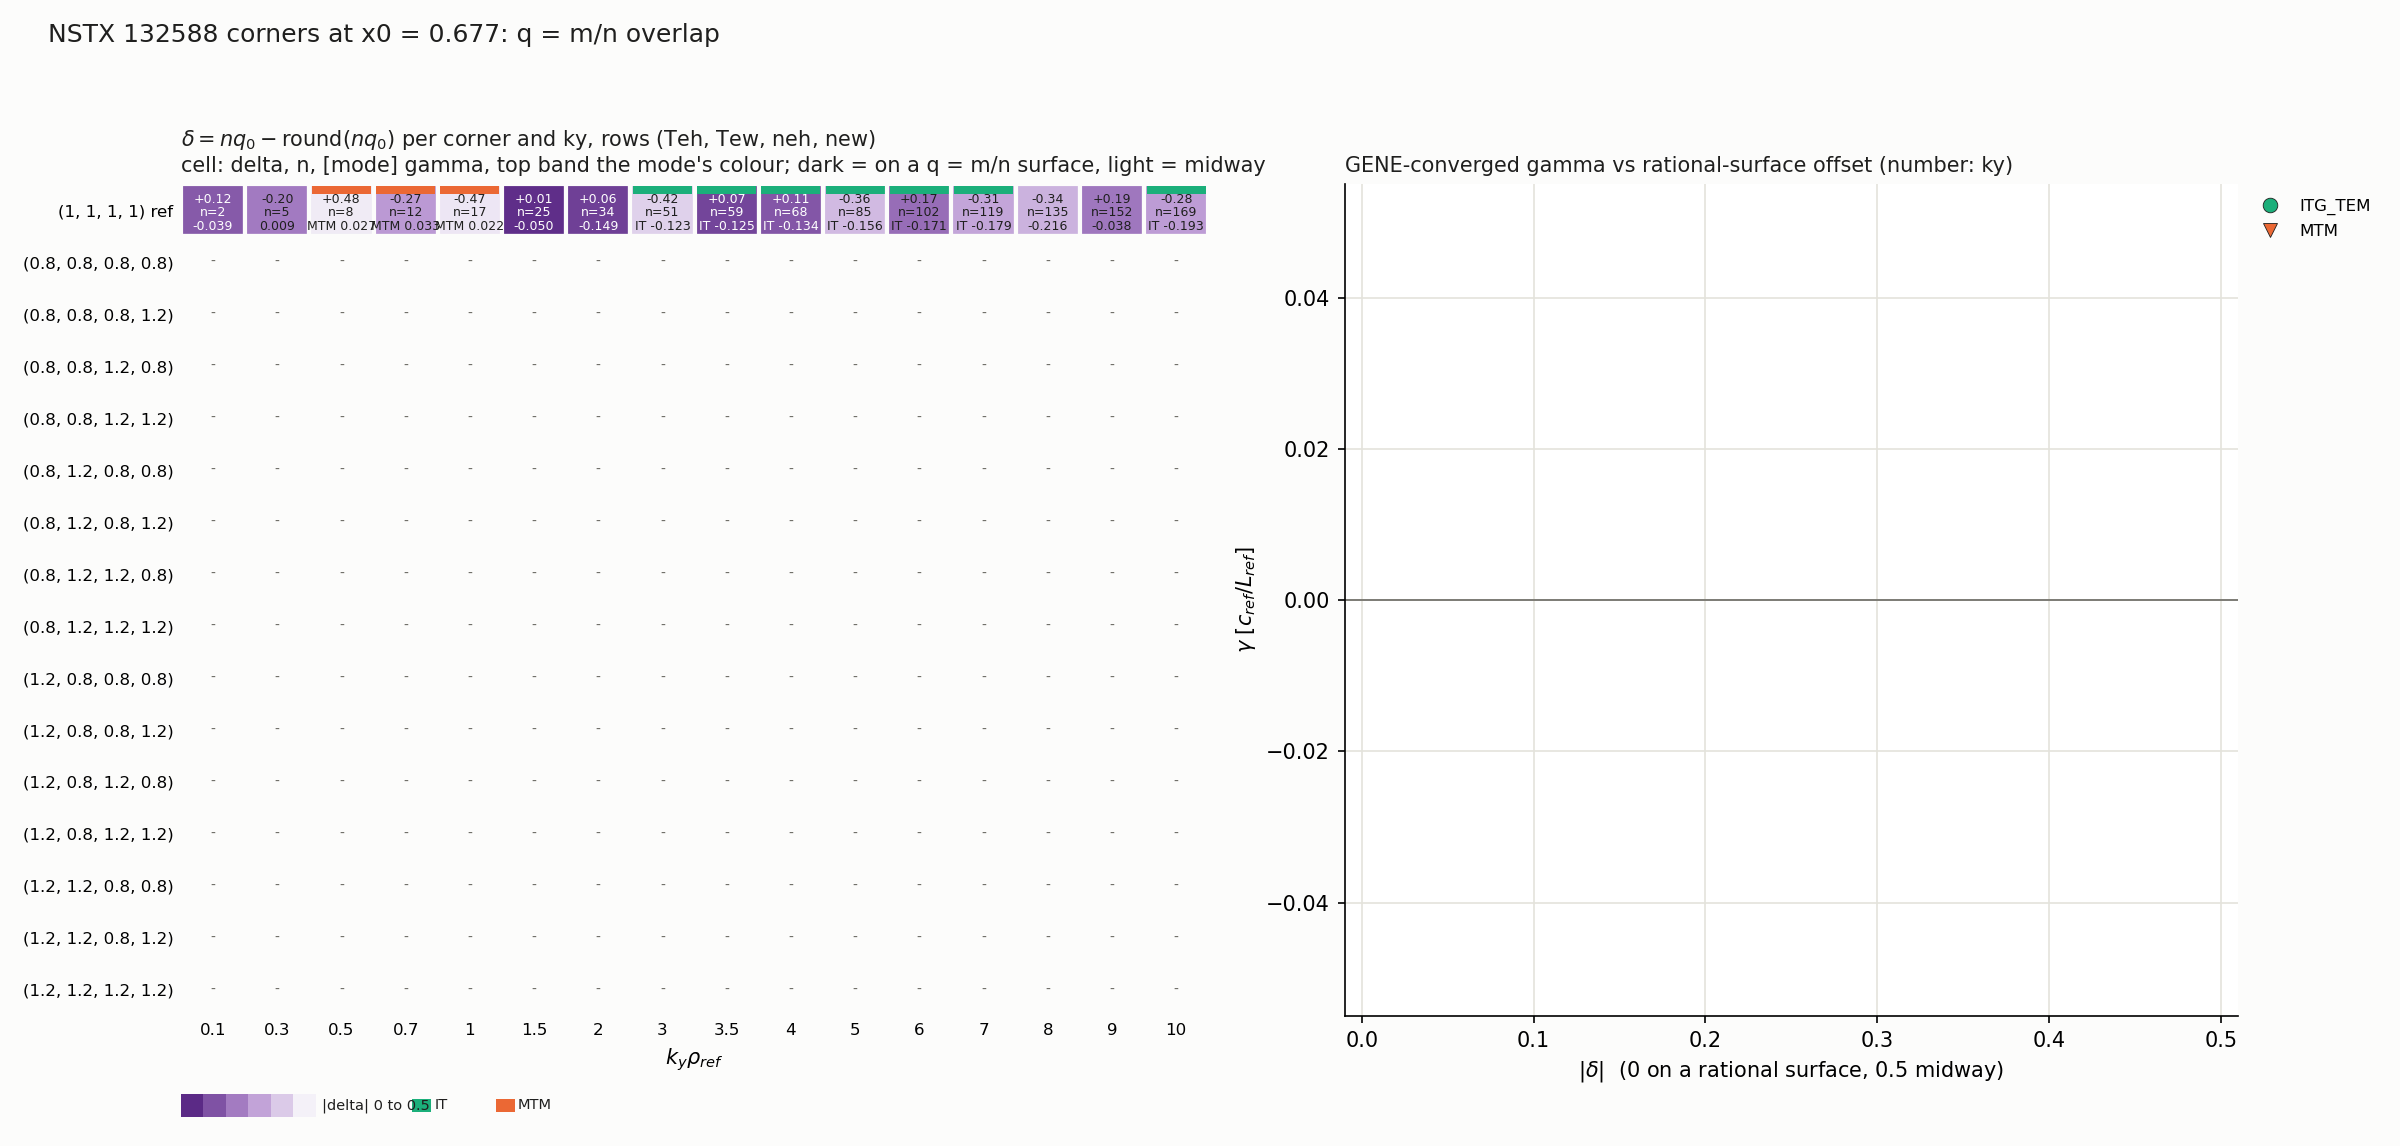 NSTX 132588 corners at x0 = 0.677: q = m/n overlap
δ = nq₀ − round(nq₀) per corner and ky, rows (Teh, Tew, neh, new)
cell: delta, n, [mode] gamma, top band the mode's colour; dark = on a q = m/n surface, light = midway
(1, 1, 1, 1) ref
+0.12 -0.20 +0.48 -0.27 -0.47 +0.01 +0.06 -0.42 +0.07 +0.11 -0.36 +0.17 -0.31 -0.34 +0.19 -0.28
n=2 n=5 n=8 n=12 n=17 n=25 n=34 n=51 n=59 n=68 n=85 n=102 n=119 n=135 n=152 n=169
-0.039 0.009 MTM 0.027 MTM 0.033 MTM 0.022 -0.050 -0.149 IT -0.123 IT -0.125 IT -0.134 IT -0.156 IT -0.171 IT -0.179 -0.216 -0.038 IT -0.193
(0.8, 0.8, 0.8, 0.8) - - - - - - - - - - - - - - - -
(0.8, 0.8, 0.8, 1.2) - - - - - - - - - - - - - - - -
(0.8, 0.8, 1.2, 0.8) - - - - - - - - - - - - - - - -
(0.8, 0.8, 1.2, 1.2) - - - - - - - - - - - - - - - -
(0.8, 1.2, 0.8, 0.8) - - - - - - - - - - - - - - - -
(0.8, 1.2, 0.8, 1.2) - - - - - - - - - - - - - - - -
(0.8, 1.2, 1.2, 0.8) - - - - - - - - - - - - - - - -
(0.8, 1.2, 1.2, 1.2) - - - - - - - - - - - - - - - -
(1.2, 0.8, 0.8, 0.8) - - - - - - - - - - - - - - - -
(1.2, 0.8, 0.8, 1.2) - - - - - - - - - - - - - - - -
(1.2, 0.8, 1.2, 0.8) - - - - - - - - - - - - - - - -
(1.2, 0.8, 1.2, 1.2) - - - - - - - - - - - - - - - -
(1.2, 1.2, 0.8, 0.8) - - - - - - - - - - - - - - - -
(1.2, 1.2, 0.8, 1.2) - - - - - - - - - - - - - - - -
(1.2, 1.2, 1.2, 1.2) - - - - - - - - - - - - - - - -
0.1 0.3 0.5 0.7 1 1.5 2 3 3.5 4 5 6 7 8 9 10
k_yρ_ref
|delta| 0 to 0.5 IT MTM
GENE-converged gamma vs rational-surface offset (number: ky)
γ [c_ref/L_ref]
0.04
0.02
0.00
−0.02
−0.04
0.0 0.1 0.2 0.3 0.4 0.5
|δ| (0 on a rational surface, 0.5 midway)
ITG_TEM
MTM